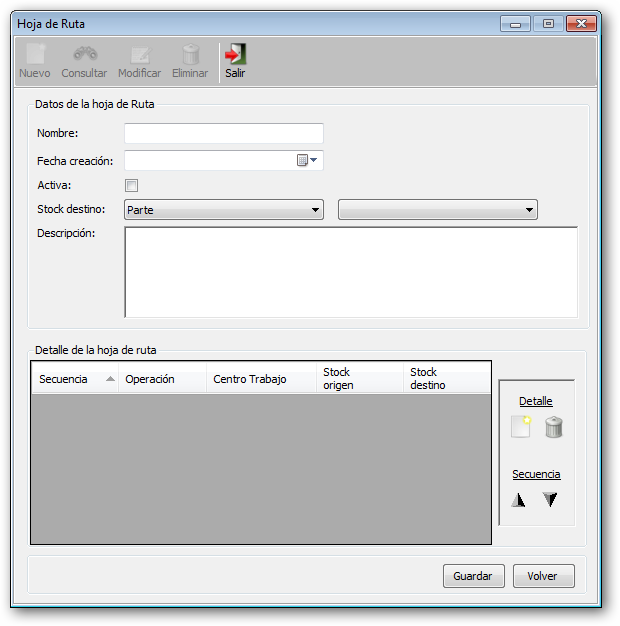 Hoja de Ruta
Nuevo Consultar Modificar Eliminar Salir
Datos de la hoja de Ruta
Nombre:
Fecha creación:
Activa:
Stock destino: Parte
Descripción:
Detalle de la hoja de ruta
Secuencia Operación Centro Trabajo Stock origen Stock destino
Detalle
Secuencia
Guardar Volver